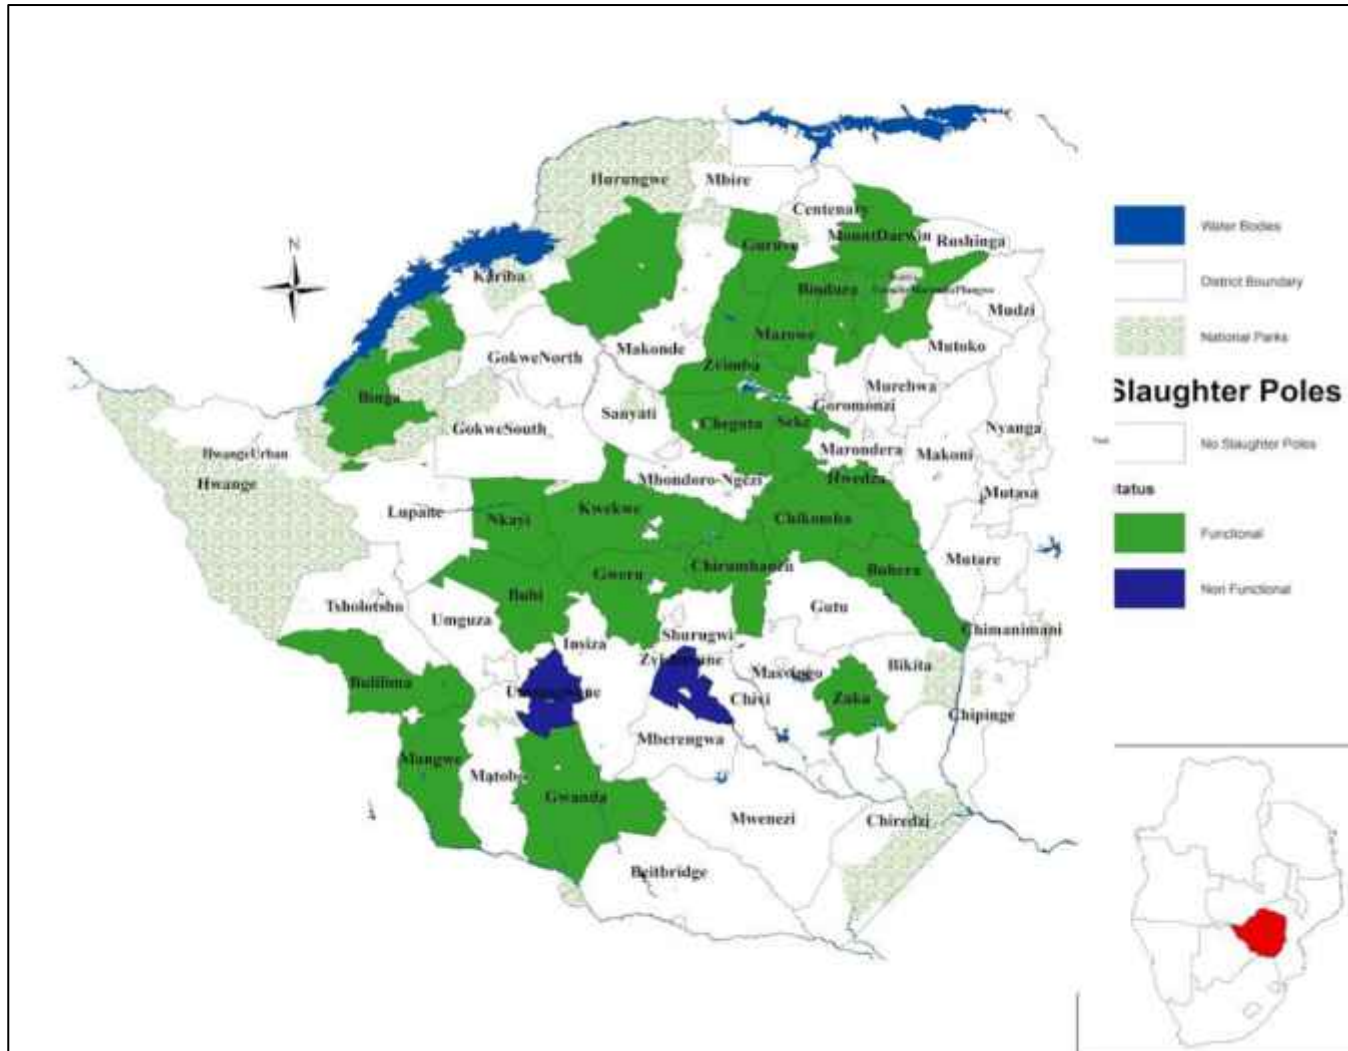 N
Hurungwe
Mbire
Centenary
Guruve
MountDarwin
Rushinga
Kariba
Bindura
Mudzi
Mazowe
Makonde
GokweNorth
Mutoko
Zvimba
Murehwa
Binga
Sanyati
Goromonzi
GokweSouth
Chegutu
Seke
Nyanga
Marondera
Makoni
HwangeUrban
Hwange
Mhondoro-Ngezi
Hwedza
Mutasa
Lupane
Nkayi
Kwekwe
Chikomba
Mutare
Chirumhanzu
Buhera
Gweru
Bubi
Tsholotsho
Umguza
Gutu
Chimanimani
Insiza
Shurugwi
Masvingo
Bikita
Bulilima
Chivi
Zaka
Chipinge
Mberengwa
Mangwe
Matobo
Gwanda
Mwenezi
Chiredzi
Beitbridge
Water Bodies
District Boundary
National Parks
Slaughter Poles
No Slaughter Poles
tatus
Functional
Non Functional